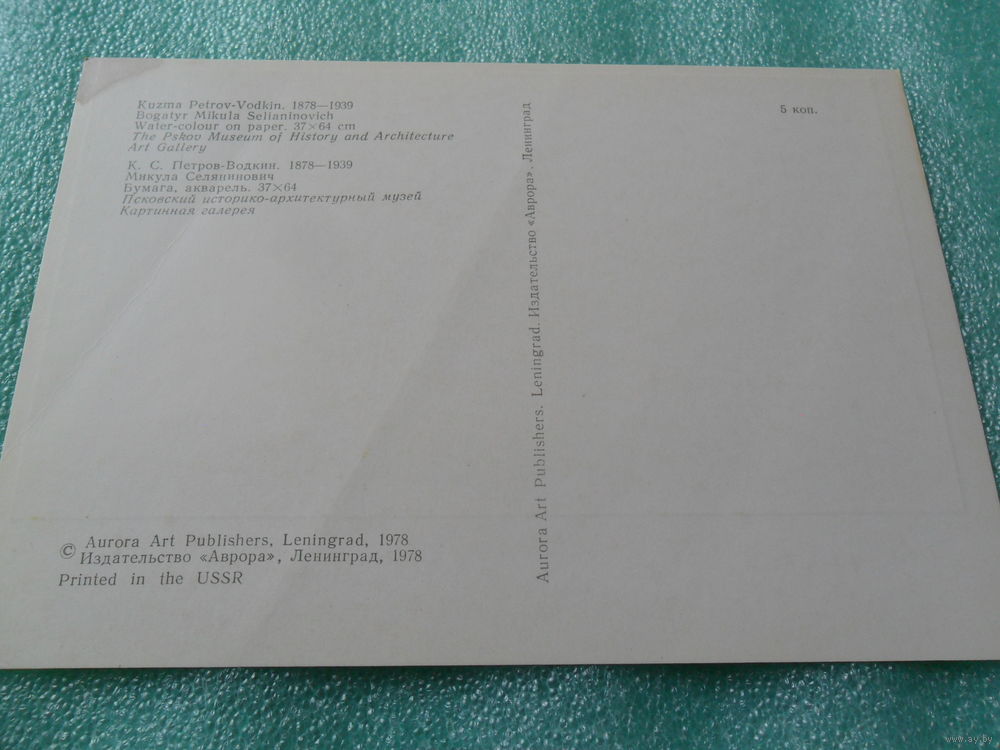 Kuzma Petrov-Vodkin. 1878—1939
Bogatyr Mikula Selianinovich
Water-colour on paper. 37×64 cm
The Pskov Museum of History and Architecture
Art Gallery
К. С. Петров-Водкин. 1878—1939
Микула Селянинович
Бумага, акварель. 37×64
Псковский историко-архитектурный музей
Картинная галерея
© Aurora Art Publishers, Leningrad, 1978
Издательство «Аврора», Ленинград, 1978
Printed in the USSR
Aurora Art Publishers. Leningrad. Издательство «Аврора». Ленинград
5 коп.
www.ay.by